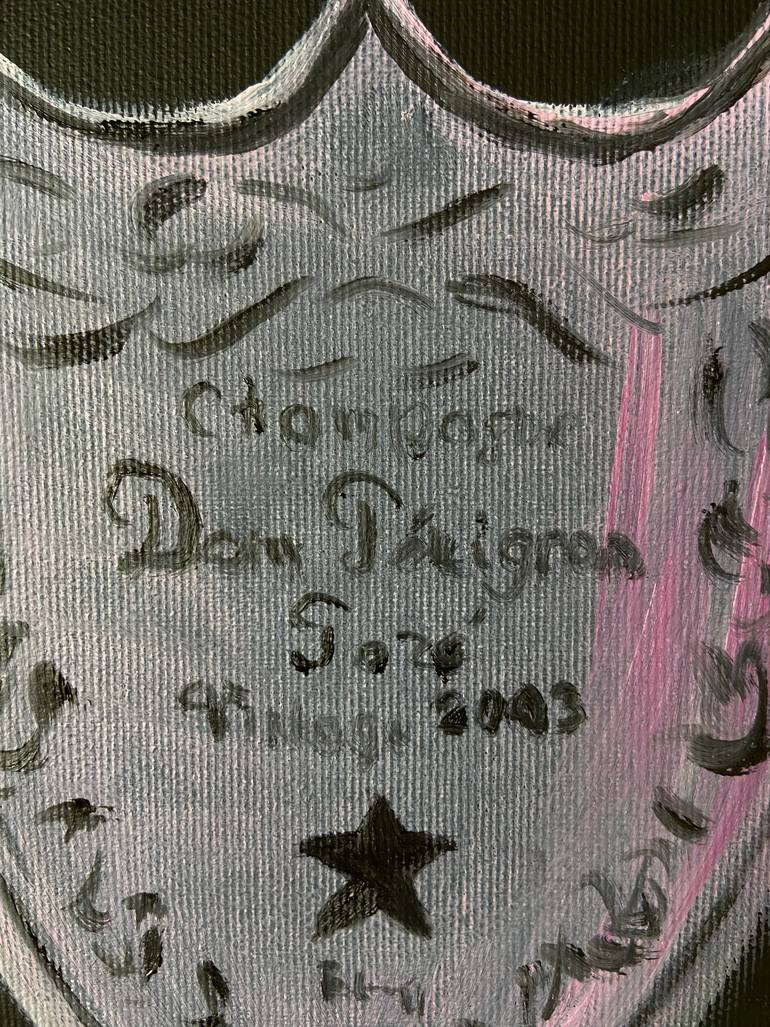 Champagne
Dom Pérignon
Rosé
Vintage 2003